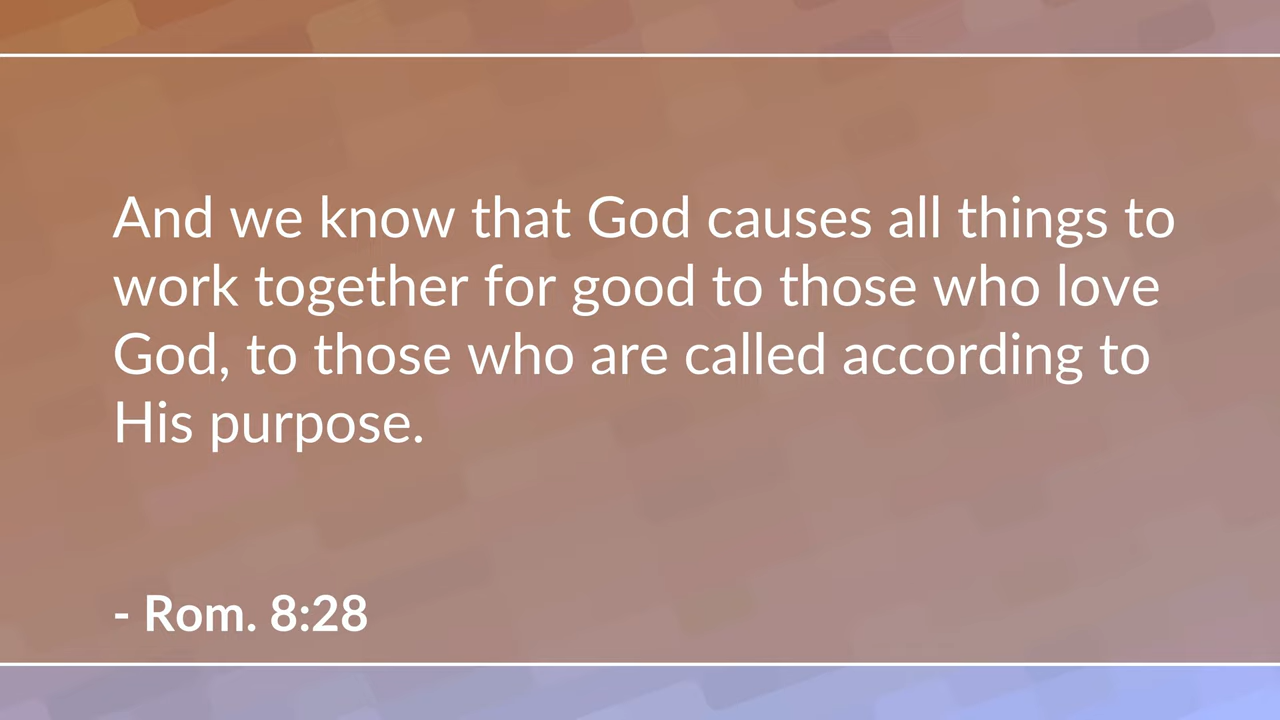 And we know that God causes all things to
work together for good to those who love
God, to those who are called according to
His purpose.
- Rom. 8:28